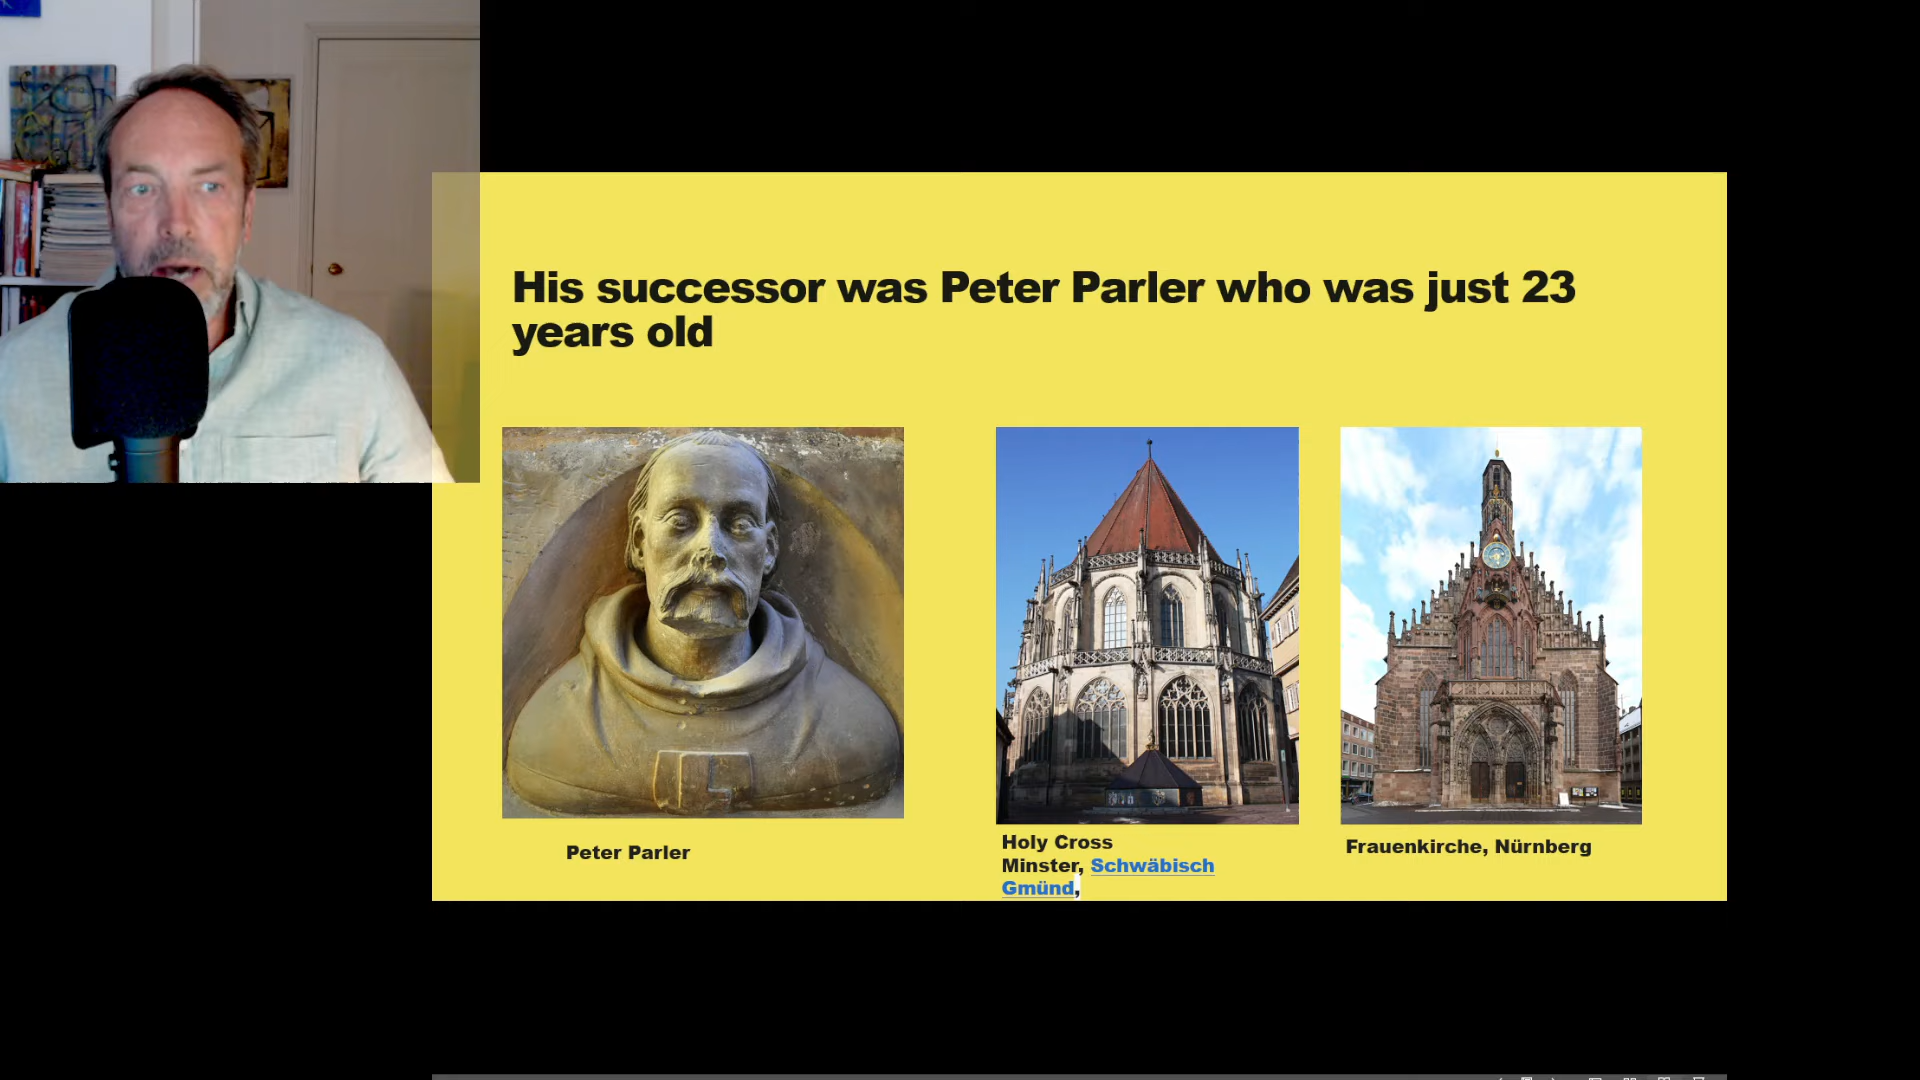 His successor was Peter Parler who was just 23
years old
Peter Parler
Holy Cross
Minster, Schwäbisch
Gmünd,
Frauenkirche, Nürnberg